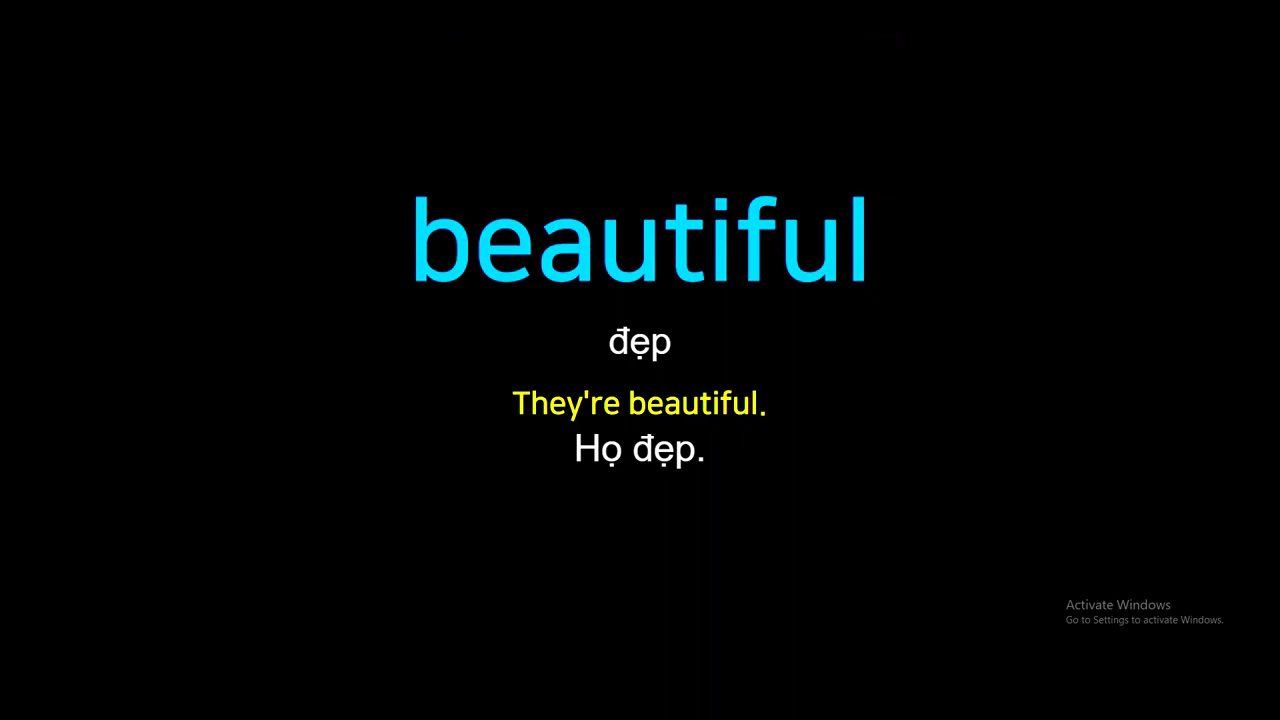 beautiful
đẹp
They're beautiful.
Họ đẹp.
Activate Windows
Go to Settings to activate Windows.